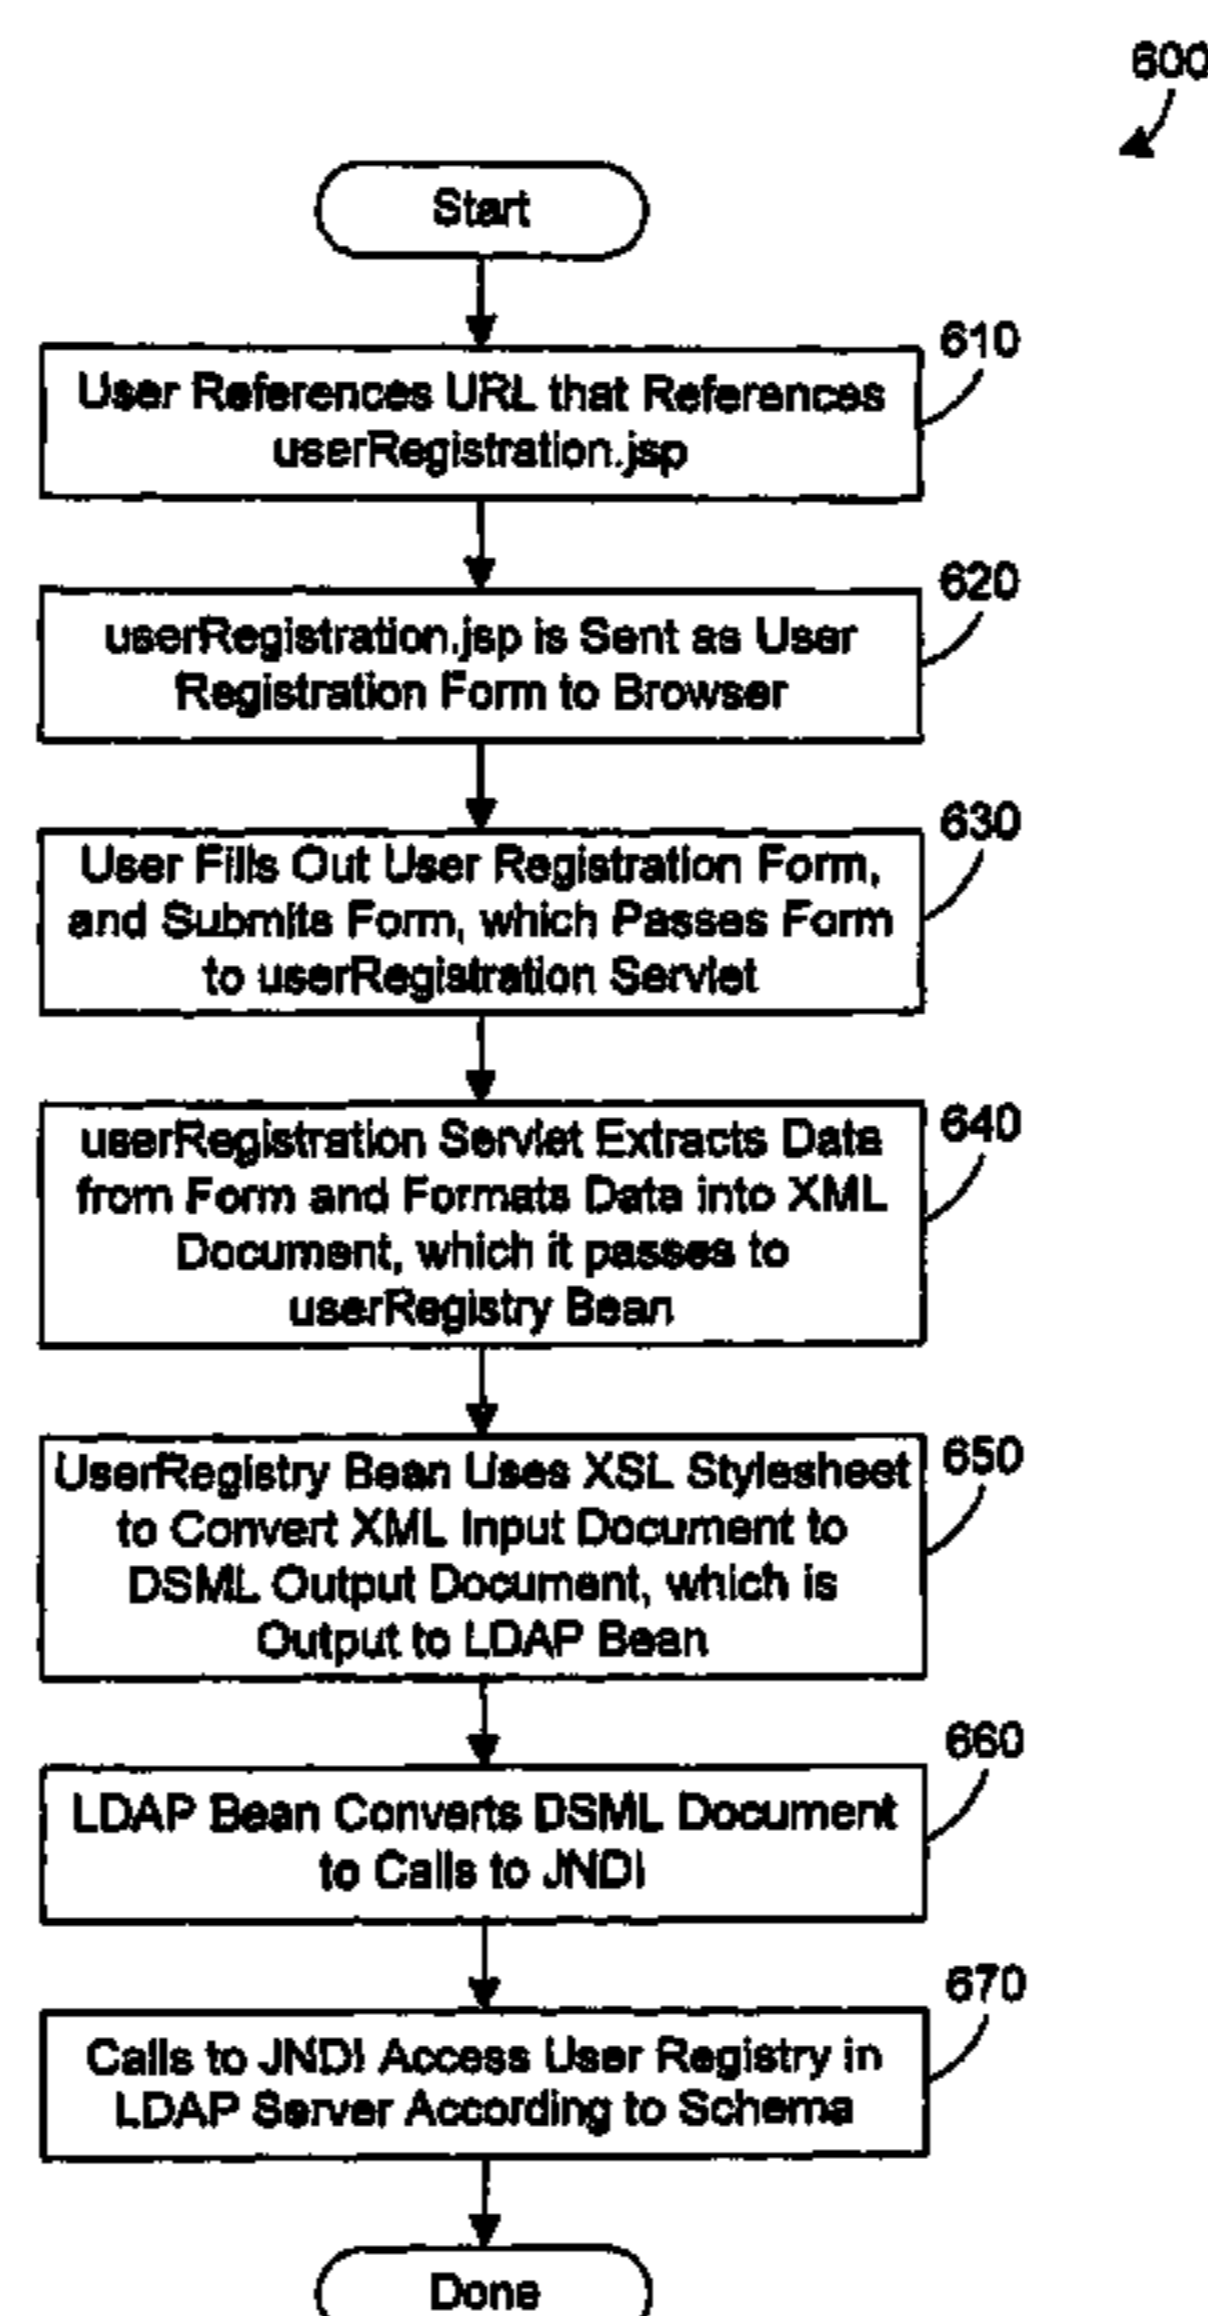 600
Start
610
User References URL that References
userRegistration.jsp
620
userRegistration.jsp is Sent as User
Registration Form to Browser
630
User Fills Out User Registration Form,
and Submits Form, which Passes Form
to userRegistration Servlet
640
userRegistration Servlet Extracts Data
from Form and Formats Data into XML
Document, which it passes to
userRegistry Bean
650
UserRegistry Bean Uses XSL Stylesheet
to Convert XML Input Document to
DSML Output Document, which is
Output to LDAP Bean
660
LDAP Bean Converts DSML Document
to Calls to JNDI
670
Calls to JNDI Access User Registry in
LDAP Server According to Schema
Done